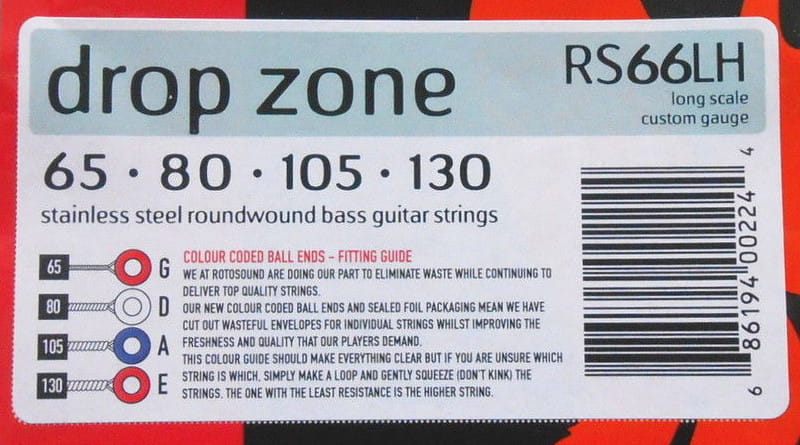 drop zone
RS66LH
long scale
custom gauge
65 · 80 · 105 · 130
stainless steel roundwound bass guitar strings
65 G
80 D
105 A
130 E
COLOUR CODED BALL ENDS - FITTING GUIDE
WE AT ROTOSOUND ARE DOING OUR PART TO ELIMINATE WASTE WHILE CONTINUING TO
DELIVER TOP QUALITY STRINGS.
OUR NEW COLOUR CODED BALL ENDS AND SEALED FOIL PACKAGING MEAN WE HAVE
CUT OUT WASTEFUL ENVELOPES FOR INDIVIDUAL STRINGS WHILST IMPROVING THE
FRESHNESS AND QUALITY THAT OUR PLAYERS DEMAND.
THIS COLOUR GUIDE SHOULD MAKE EVERYTHING CLEAR BUT IF YOU ARE UNSURE WHICH
STRING IS WHICH, SIMPLY MAKE A LOOP AND GENTLY SQUEEZE (DON'T KINK) THE
STRINGS. THE ONE WITH THE LEAST RESISTANCE IS THE HIGHER STRING.
6 86194 00224 4